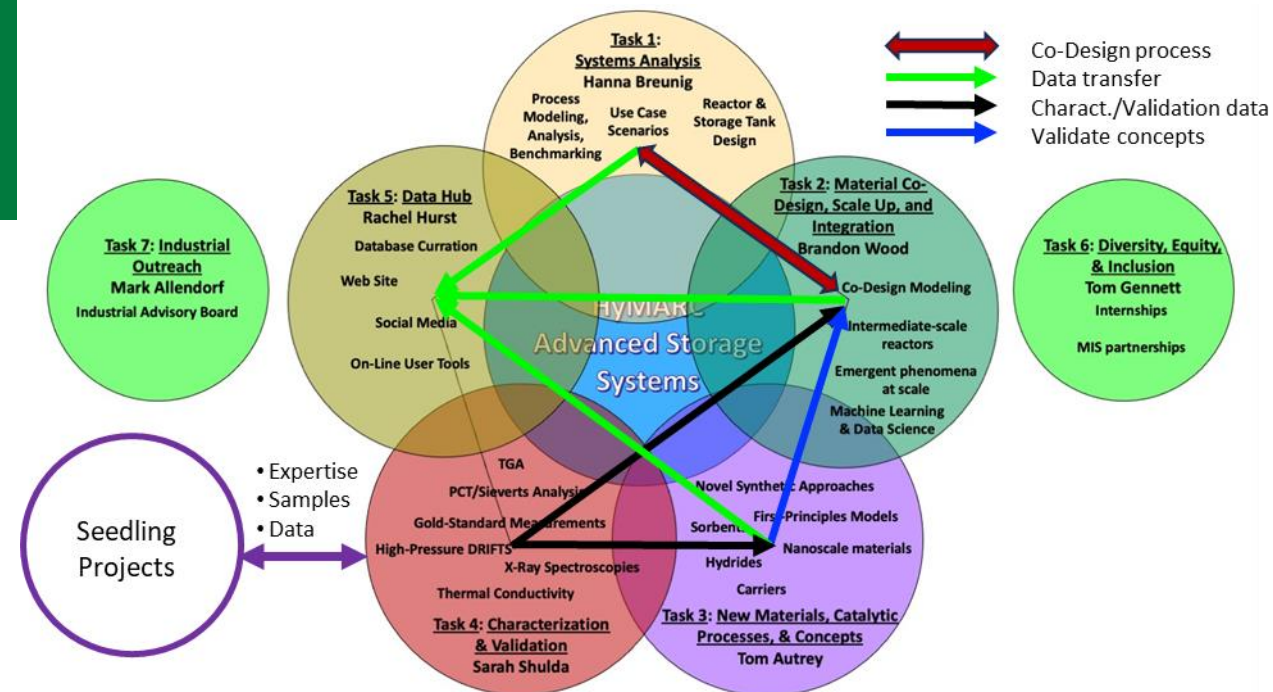 Task 1:
Systems Analysis
Hanna Breunig
Process
Modeling,
Analysis,
Benchmarking
Use Case
Scenarios
Reactor &
Storage Tank
Design
Co-Design process
Data transfer
Charact./Validation data
Validate concepts
Task 5: Data Hub
Rachel Hurst
Database Curration
Web Site
Social Media
On-Line User Tools
Task 2: Material Co-
Design, Scale Up, and
Integration
Brandon Wood
Co-Design Modeling
Intermediate-scale
reactors
Emergent phenomena
at scale
Machine Learning
& Data Science
Task 7: Industrial
Outreach
Mark Allendorf
Industrial Advisory Board
Task 6: Diversity, Equity,
& Inclusion
Tom Gennett
Internships
MIS partnerships
HyMARC
Advanced Storage
Systems
Seedling
Projects
• Expertise
• Samples
• Data
TGA
PCT/Sieverts Analysis
Gold-Standard Measurements
High-Pressure DRIFTS
X-Ray Spectroscopies
Thermal Conductivity
Task 4: Characterization
& Validation
Sarah Shulda
Novel Synthetic Approaches
First-Principles Models
Sorbents
Nanoscale materials
Hydrides
Carriers
Task 3: New Materials, Catalytic
Processes, & Concepts
Tom Autrey